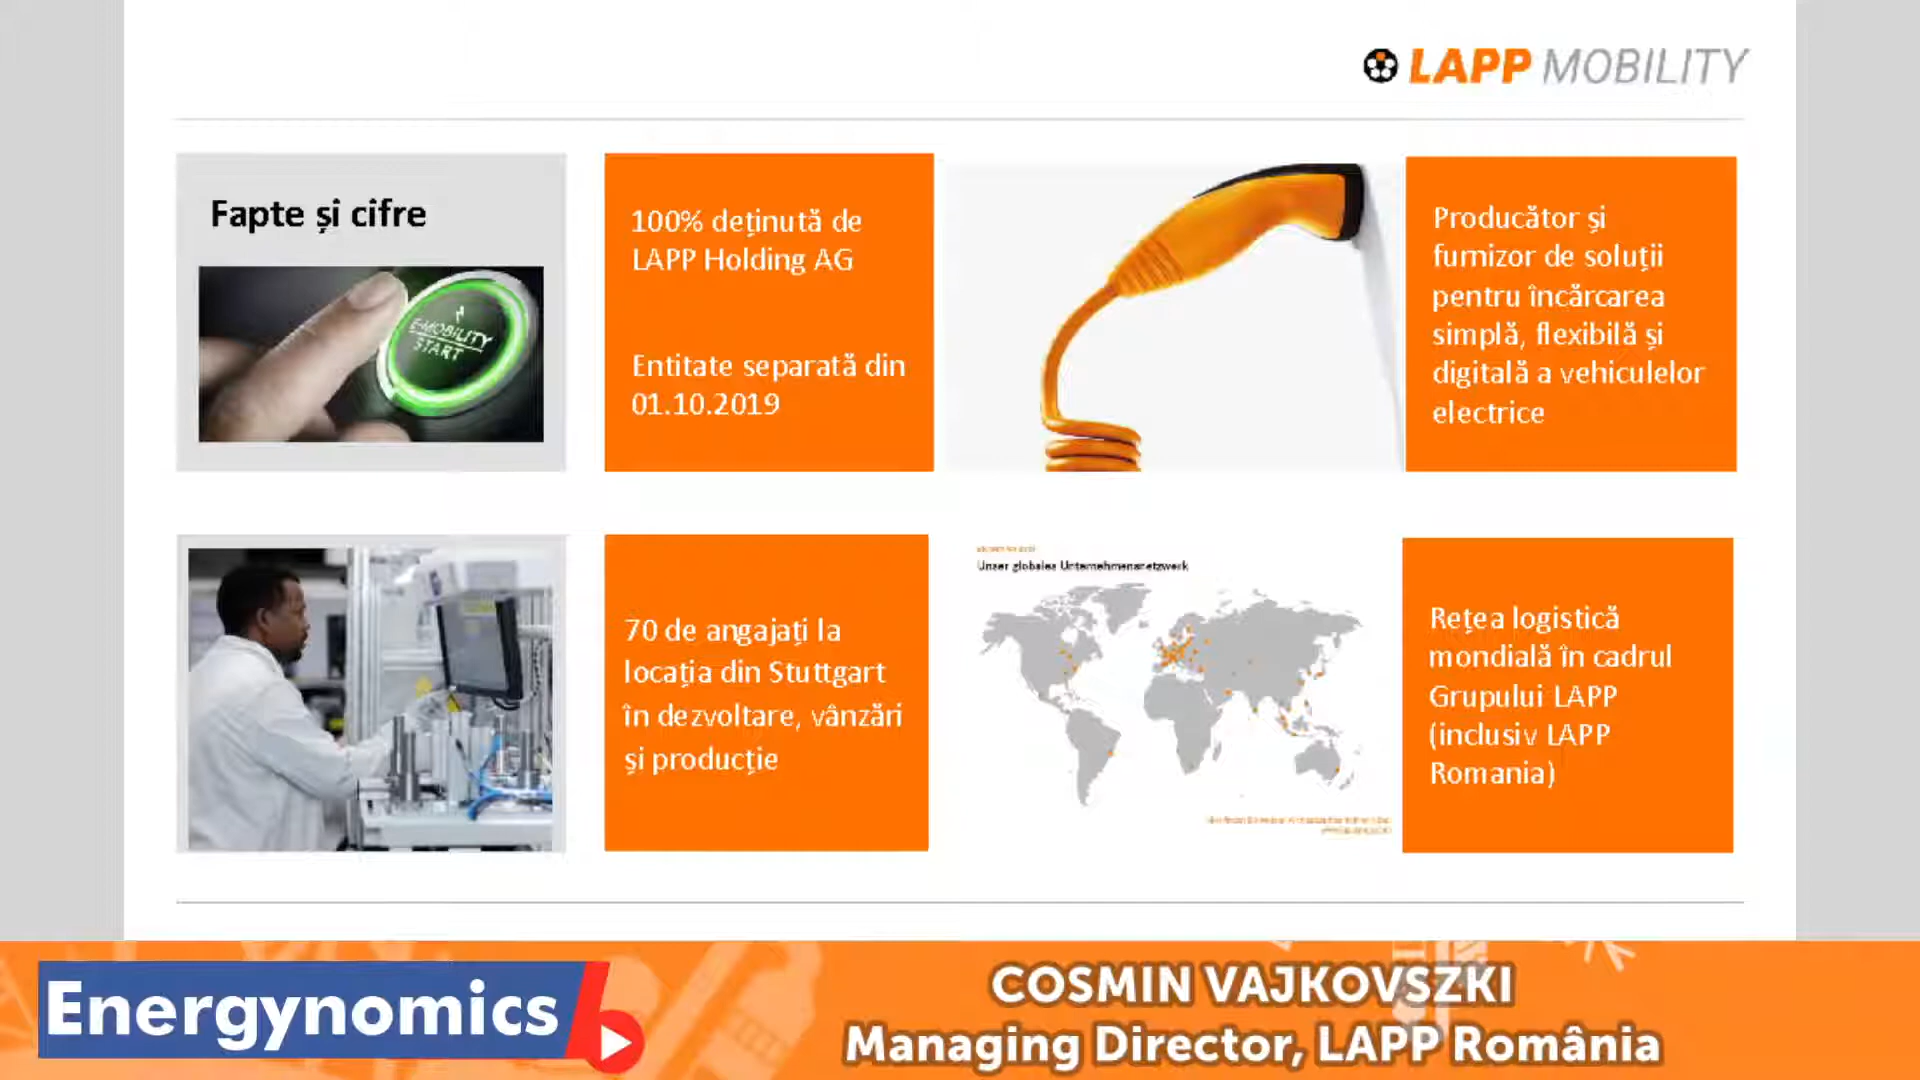 LAPP MOBILITY
Fapte și cifre
E-MOBILITY
START
100% deținută de
LAPP Holding AG
Entitate separată din
01.10.2019
Producător și
furnizor de soluții
pentru încărcarea
simplă, flexibilă și
digitală a vehiculelor
electrice
70 de angajați la
locația din Stuttgart
în dezvoltare, vânzări
și producție
Unser globales Unternehmensnetzwerk
Rețea logistică
mondială în cadrul
Grupului LAPP
(inclusiv LAPP
Romania)
Energynomics
COSMIN VAJKOVSZKI
Managing Director, LAPP România